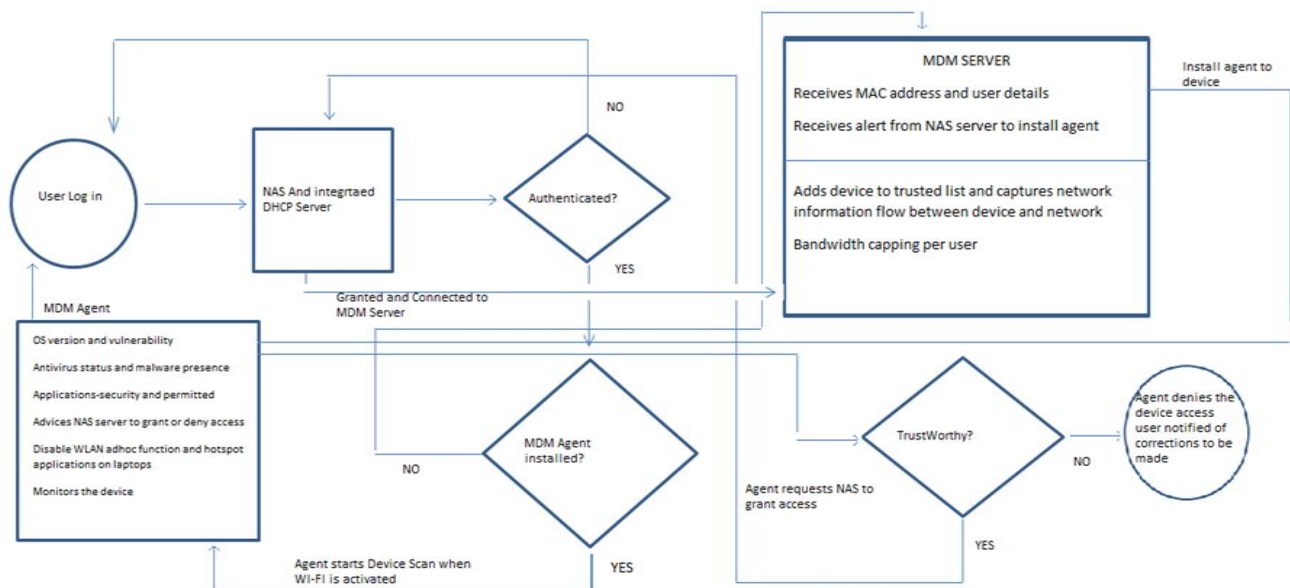 MDM SERVER
Receives MAC address and user details
Receives alert from NAS server to install agent
Adds device to trusted list and captures network
information flow between device and network
Bandwidth capping per user
Install agent to
device
NO
User Log in
NAS And integrtaed
DHCP Server
Authenticated?
YES
Granted and Connected to
MDM Server
MDM Agent
OS version and vulnerability
Antivirus status and malware presence
Applications-security and permitted
Advices NAS server to grant or deny access
Disable WLAN adhoc function and hotspot
applications on laptops
Monitors the device
MDM Agent
installed?
NO
YES
Agent starts Device Scan when
WI-FI is activated
TrustWorthy?
Agent requests NAS to
grant access
NO
YES
Agent denies the
device access
user notified of
corrections to be
made